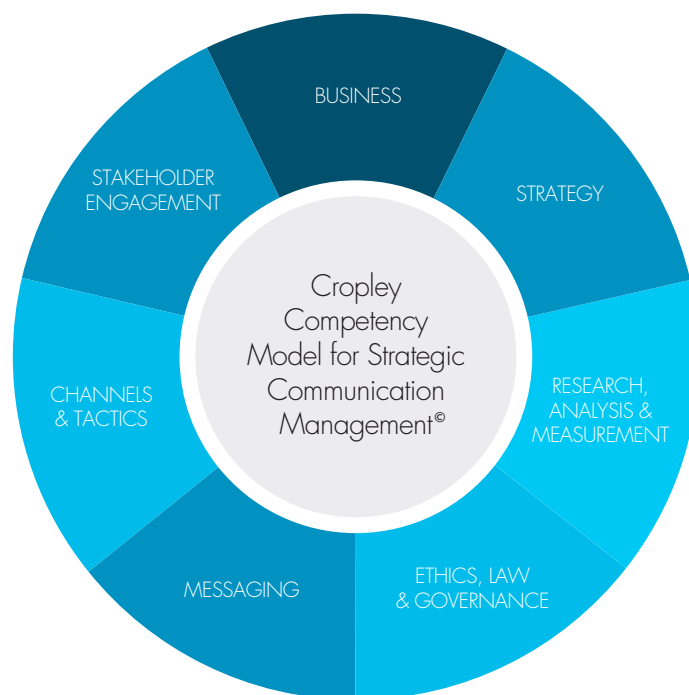 BUSINESS
STRATEGY
RESEARCH,
ANALYSIS &
MEASUREMENT
ETHICS, LAW
& GOVERNANCE
MESSAGING
CHANNELS
& TACTICS
STAKEHOLDER
ENGAGEMENT
Cropley
Competency
Model for Strategic
Communication
Management©